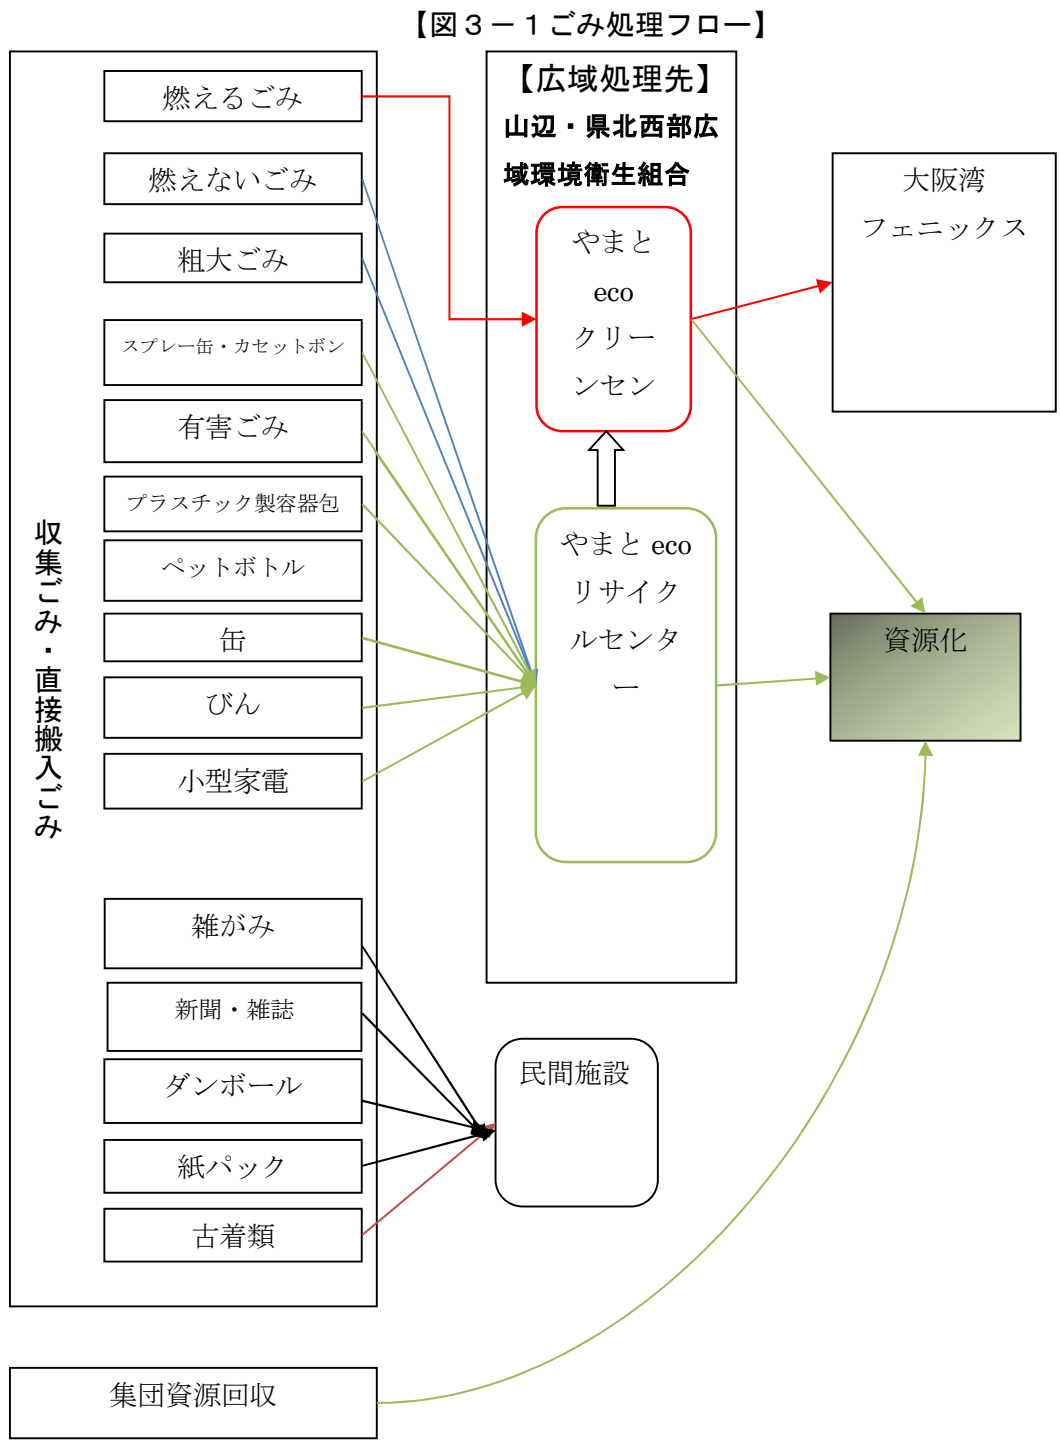 【図３－１ごみ処理フロー】
収集ごみ・直接搬入ごみ
燃えるごみ
燃えないごみ
粗大ごみ
スプレー缶・カセットボン
有害ごみ
プラスチック製容器包
ペットボトル
缶
びん
小型家電
雑がみ
新聞・雑誌
ダンボール
紙パック
古着類
集団資源回収
【広域処理先】
山辺・県北西部広
域環境衛生組合
やまと
eco
クリー
ンセン
やまと eco
リサイク
ルセンタ
ー
民間施設
大阪湾
フェニックス
資源化